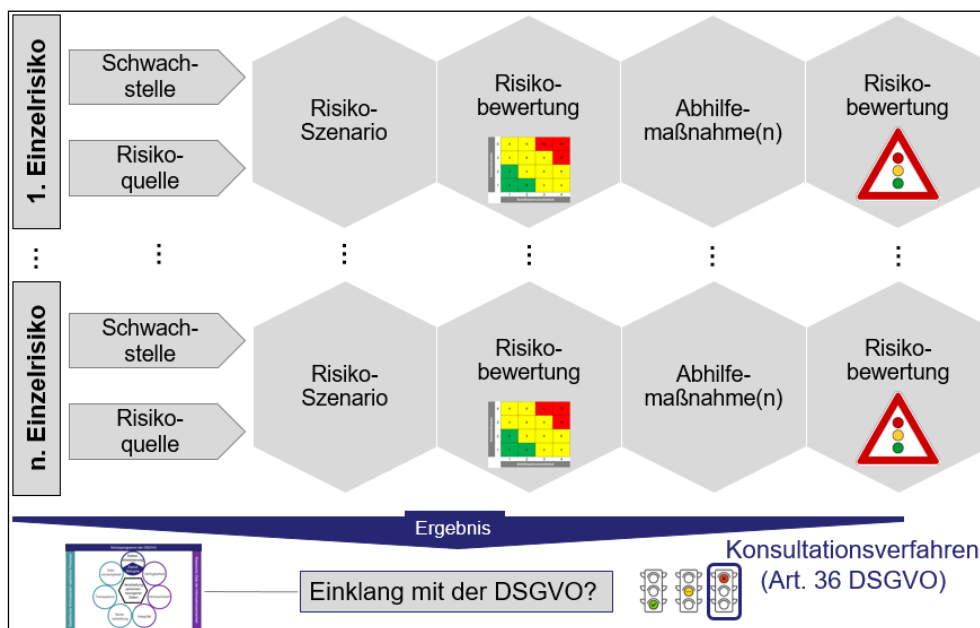 1. Einzelrisiko
Schwach-
stelle
Risiko-
quelle
Risiko-
Szenario
Risiko-
bewertung
Abhilfe-
maßnahme(n)
Risiko-
bewertung
...
...
...
...
...
...
n. Einzelrisiko
Schwach-
stelle
Risiko-
quelle
Risiko-
Szenario
Risiko-
bewertung
Abhilfe-
maßnahme(n)
Risiko-
bewertung
Ergebnis
Einklang mit der DSGVO?
Konsultationsverfahren
(Art. 36 DSGVO)